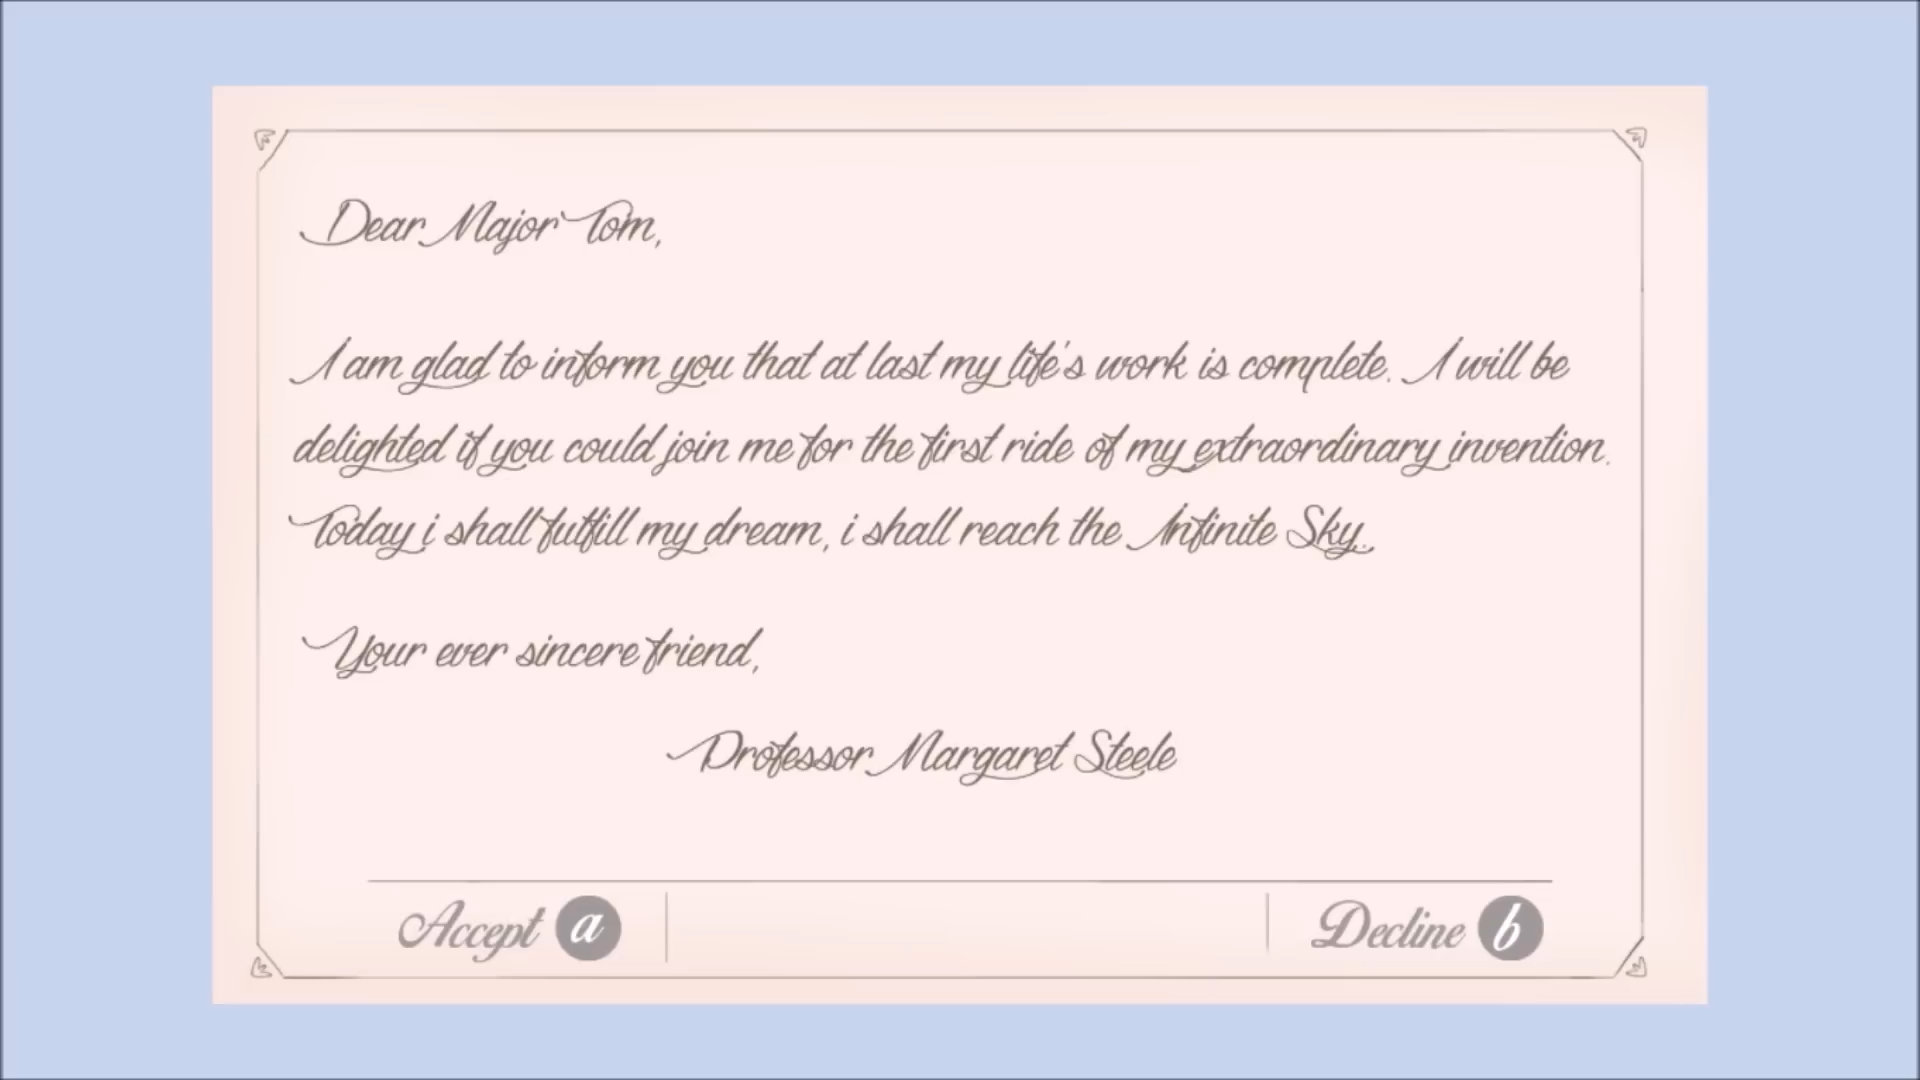 Dear Major Tom,
I am glad to inform you that at last my life's work is complete. I will be
delighted if you could join me for the first ride of my extraordinary invention.
Today i shall fulfill my dream, i shall reach the Infinite Sky.
Your ever sincere friend,
Professor Margaret Steele
Accept a
Decline b